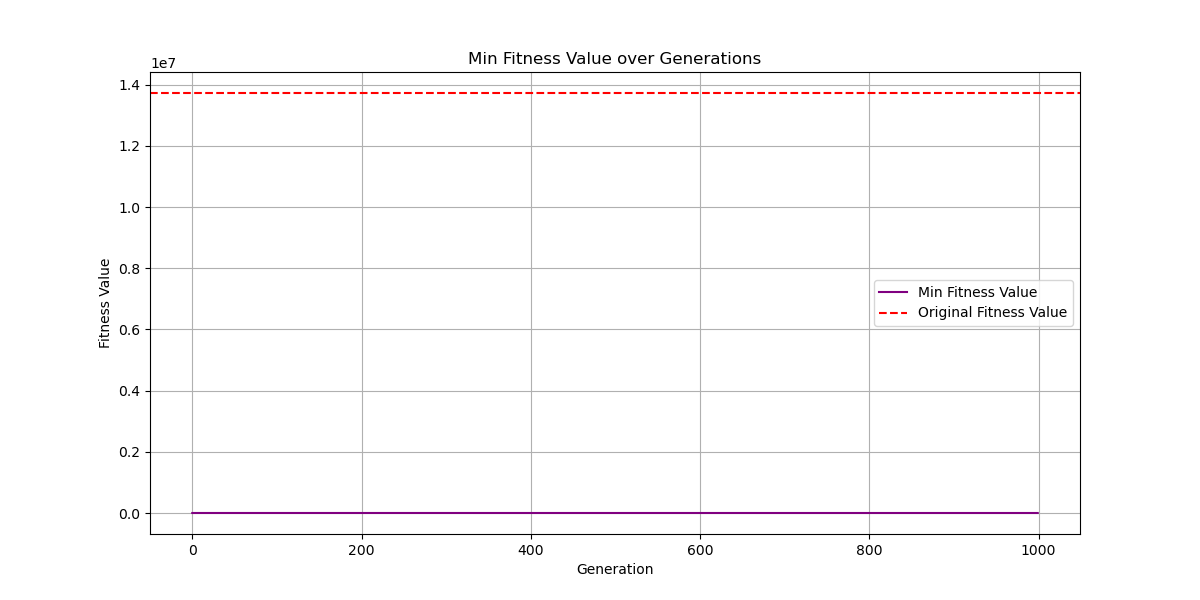 Min Fitness Value over Generations
1e7
1.4
1.2
1.0
0.8
0.6
0.4
0.2
0.0
Fitness Value
Min Fitness Value
Original Fitness Value
0 200 400 600 800 1000
Generation